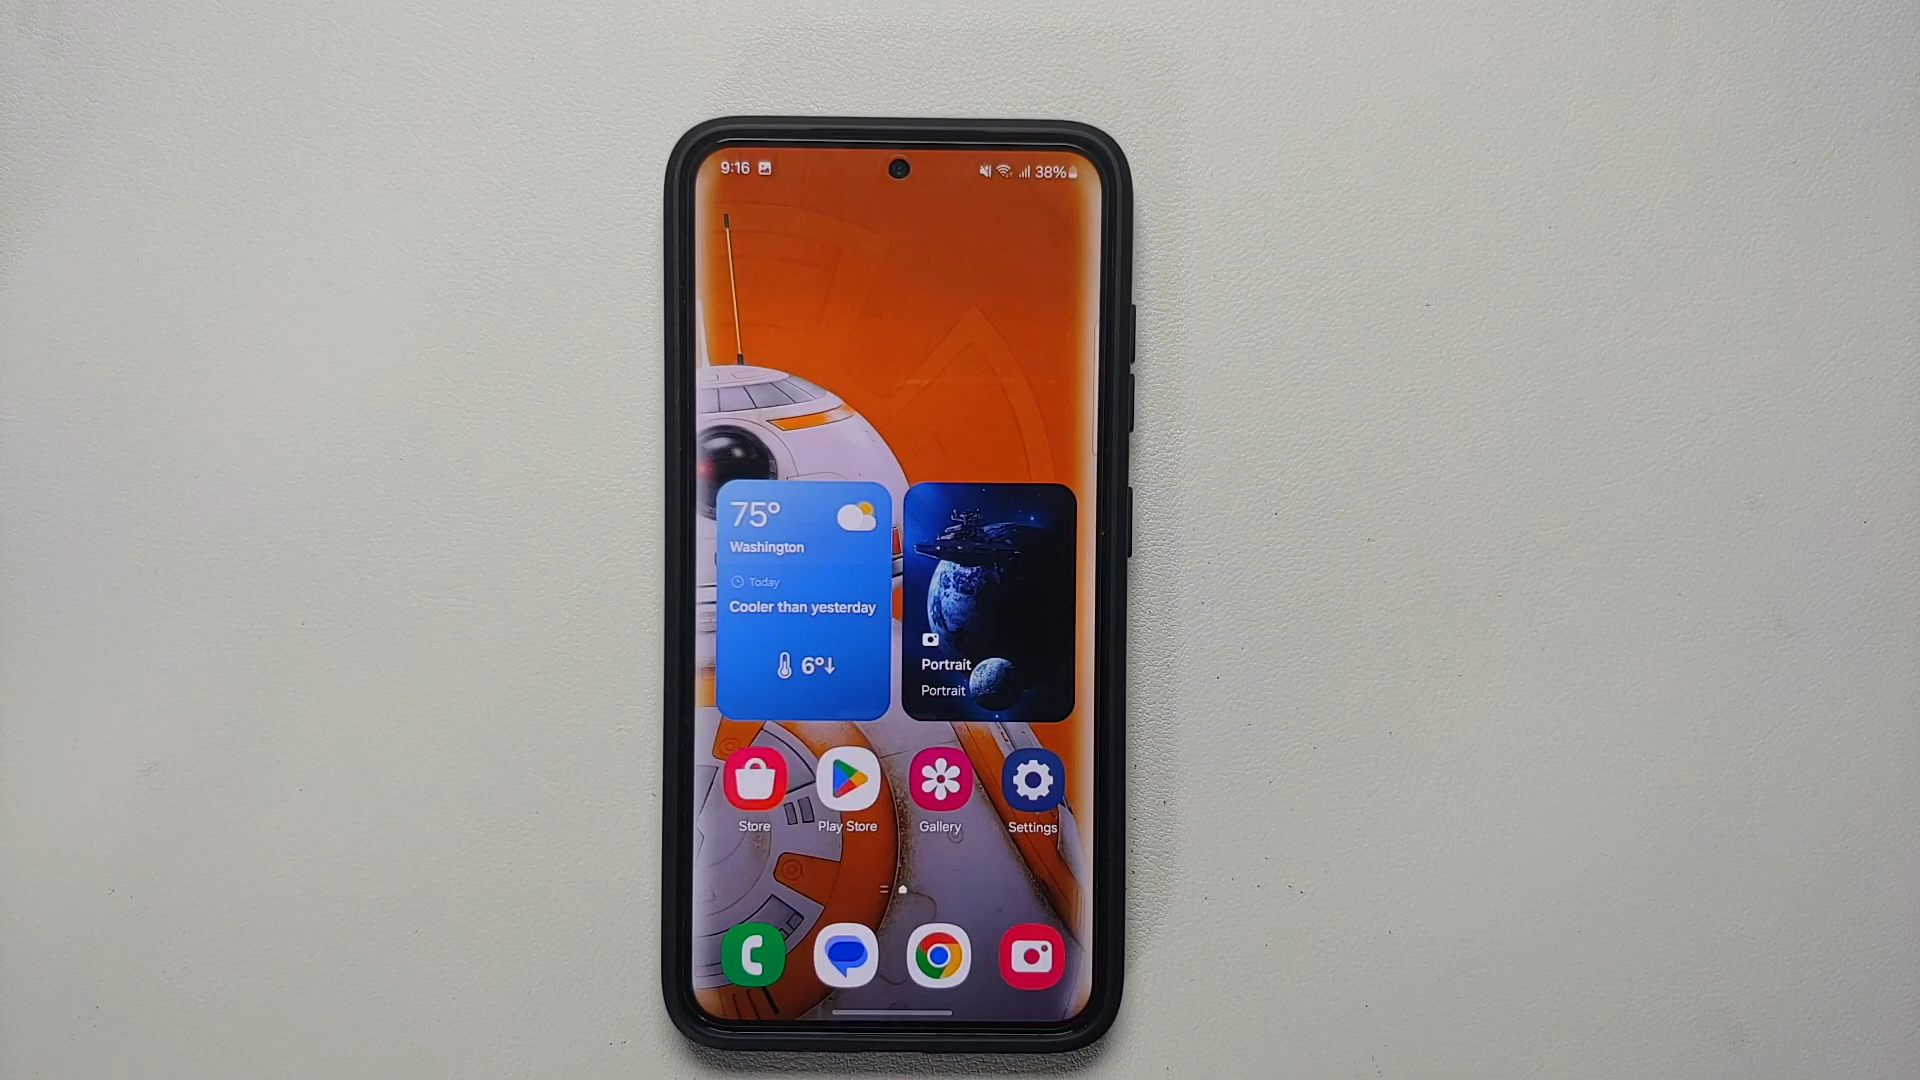 9:16
38%
75°
Washington
Today
Cooler than yesterday
6°↓
Portrait
Portrait
Store
Play Store
Gallery
Settings